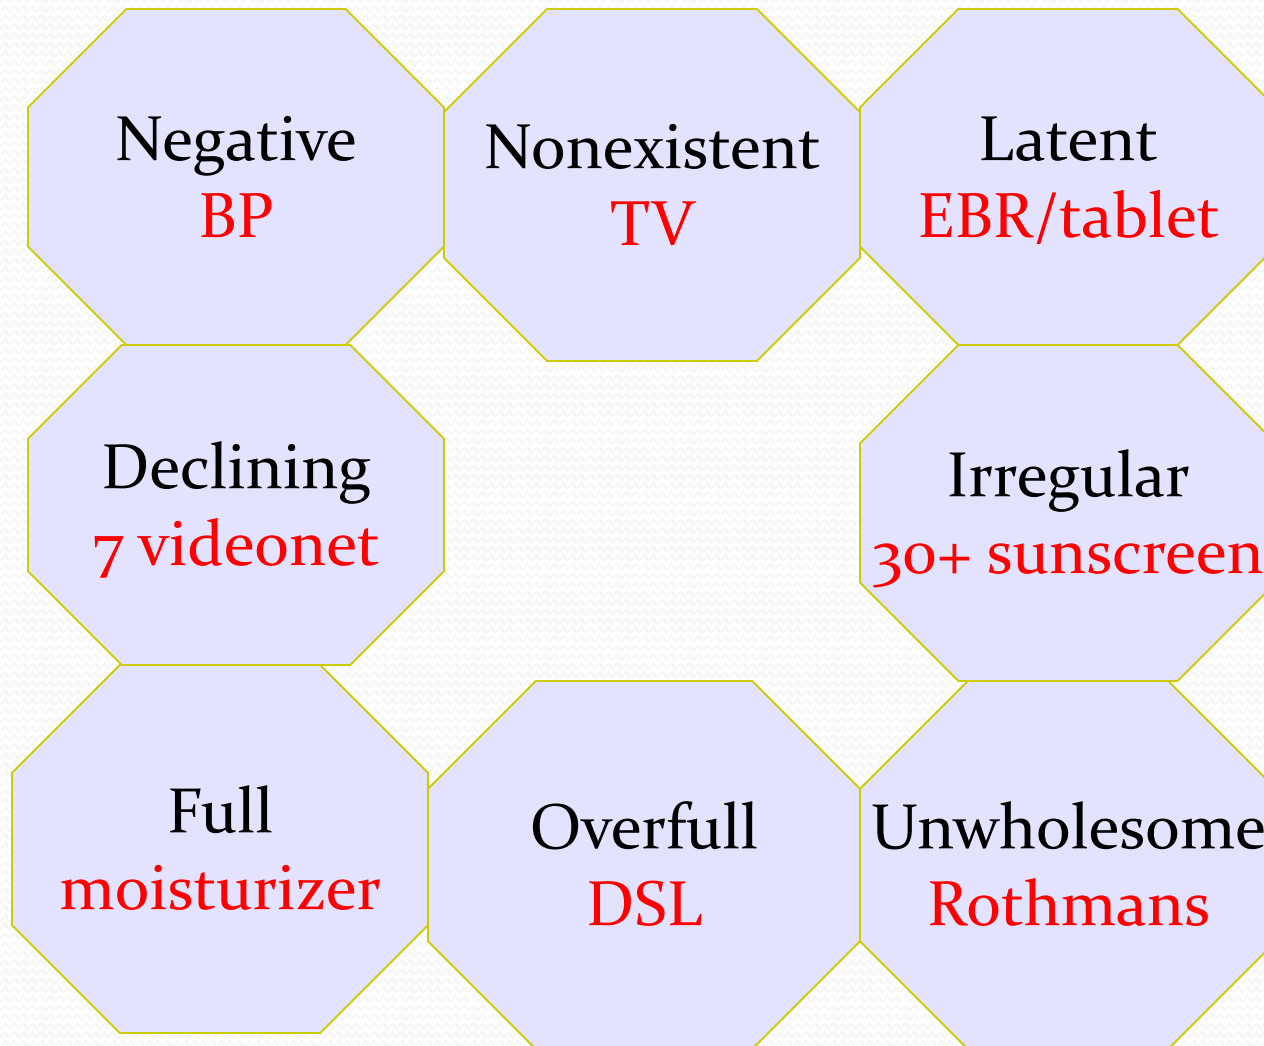 Negative
BP
Nonexistent
TV
Latent
EBR/tablet
Declining
7 videonet
Irregular
30+ sunscreen
Full
moisturizer
Overfull
DSL
Unwholesome
Rothmans